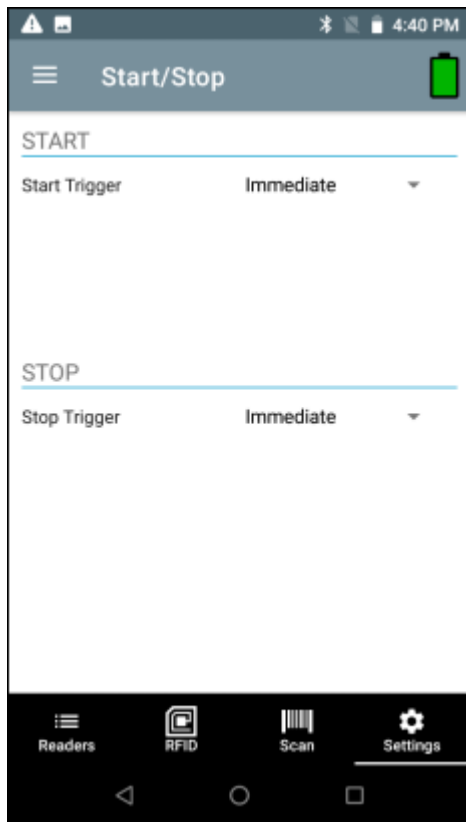 4:40 PM
Start/Stop
START
Start Trigger Immediate
STOP
Stop Trigger Immediate
Readers RFID Scan Settings